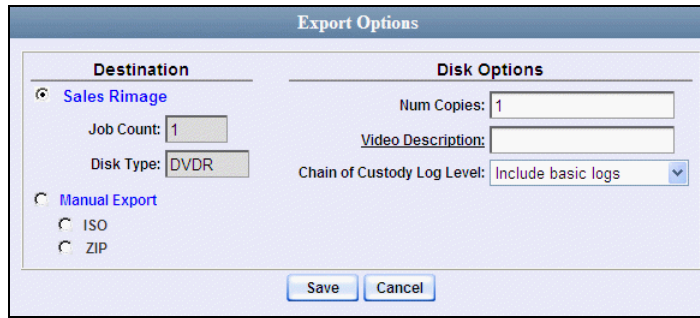 Export Options
Destination
Sales Rimage
Job Count: 1
Disk Type: DVDR
Manual Export
ISO
ZIP
Disk Options
Num Copies: 1
Video Description:
Chain of Custody Log Level: Include basic logs
Save Cancel